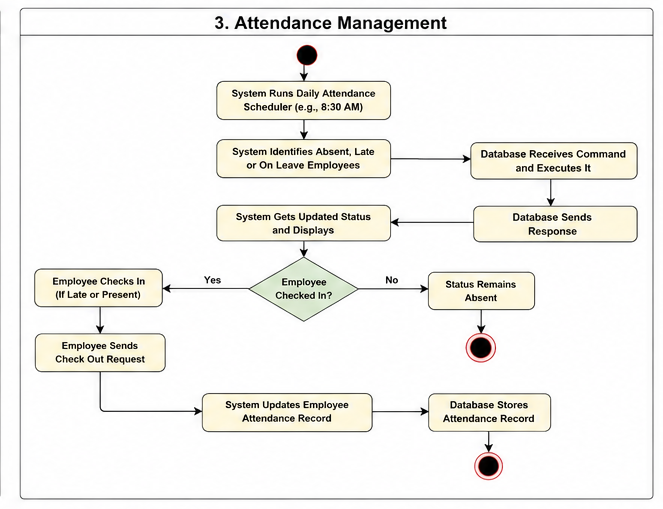 3. Attendance Management
System Runs Daily Attendance
Scheduler (e.g., 8:30 AM)
System Identifies Absent, Late
or On Leave Employees
Database Receives Command
and Executes It
System Gets Updated Status
and Displays
Database Sends
Response
Employee
Checked In?
Yes
No
Employee Checks In
(If Late or Present)
Status Remains
Absent
Employee Sends
Check Out Request
System Updates Employee
Attendance Record
Database Stores
Attendance Record